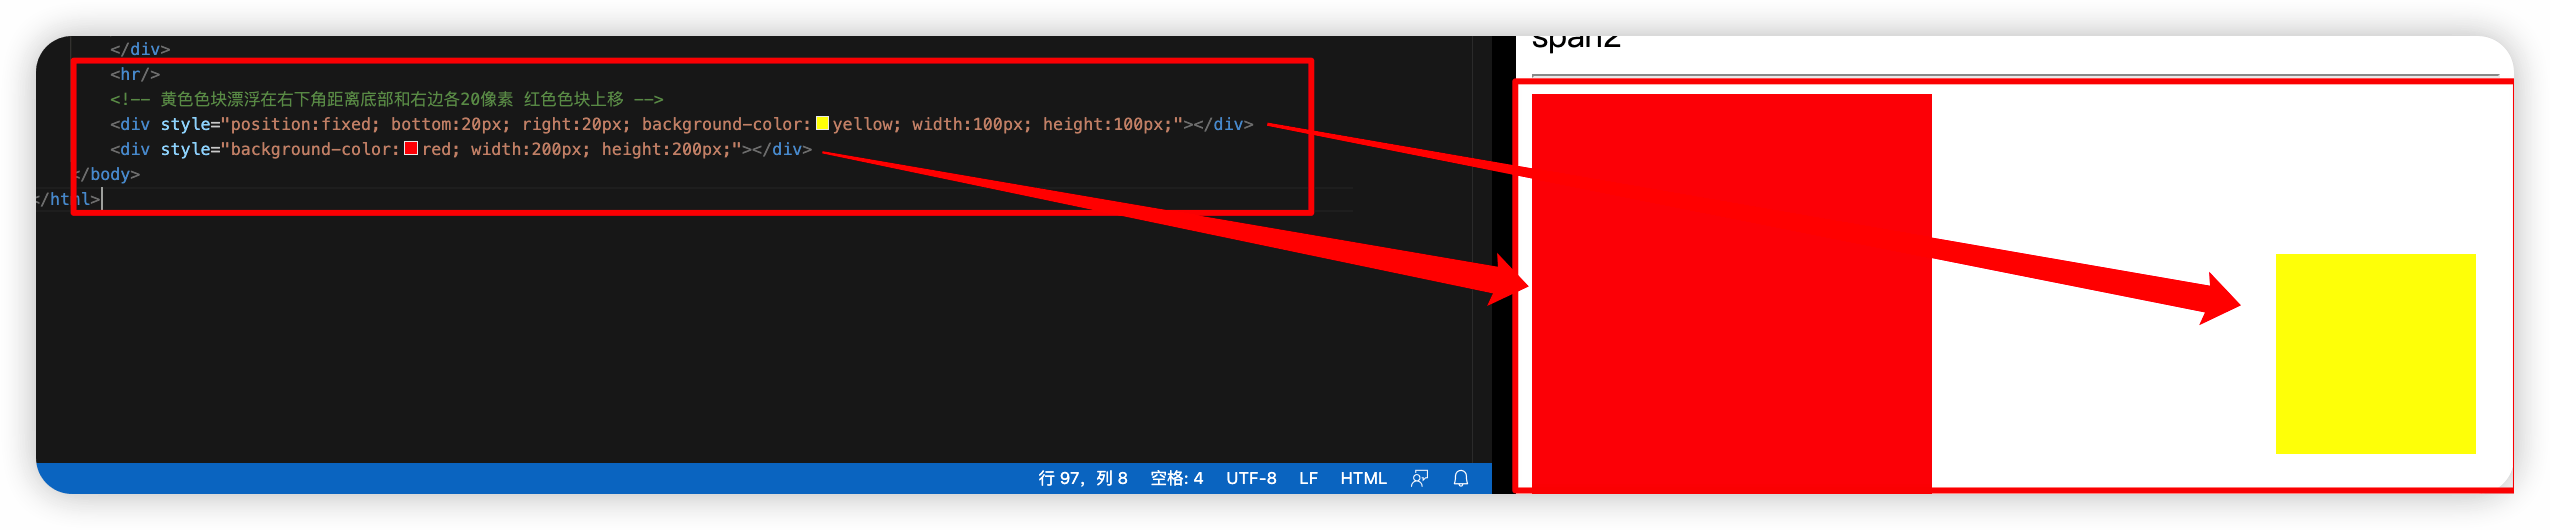 </div>
<hr/>
<!-- 黄色色块漂浮在右下角距离底部和右边各20像素 红色色块上移 -->
<div style="position:fixed; bottom:20px; right:20px; background-color:yellow; width:100px; height:100px;"></div>
<div style="background-color:red; width:200px; height:200px;"></div>
</body>
</html>
行 97，列 8 空格: 4 UTF-8 LF HTML
span2